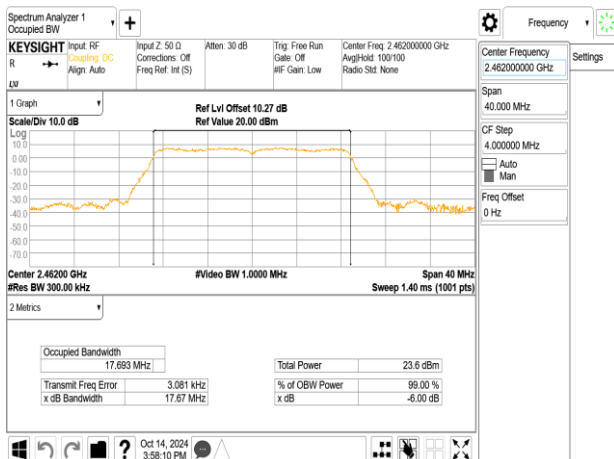 Spectrum Analyzer 1
Occupied BW
KEYSIGHT
R
LXI
Input: RF
Coupling: DC
Align: Auto
Input Z: 50 Ω
Corrections: Off
Freq Ref: Int (S)
Atten: 30 dB
Trig: Free Run
Gate: Off
#IF Gain: Low
Center Freq: 2.462000000 GHz
Avg|Hold: 100/100
Radio Std: None
1 Graph
Scale/Div 10.0 dB
Ref Lvl Offset 10.27 dB
Ref Value 20.00 dBm
Log
10.0
0.00
-10.0
-20.0
-30.0
-40.0
-50.0
-60.0
-70.0
Center 2.46200 GHz
#Video BW 1.0000 MHz
Span 40 MHz
#Res BW 300.00 kHz
Sweep 1.40 ms (1001 pts)
2 Metrics
Occupied Bandwidth
17.693 MHz
Total Power 23.6 dBm
Transmit Freq Error 3.081 kHz
% of OBW Power 99.00 %
x dB Bandwidth 17.67 MHz
x dB -6.00 dB
?
Oct 14, 2024
3:58:10 PM
Frequency
Settings
Center Frequency
2.462000000 GHz
Span
40.000 MHz
CF Step
4.000000 MHz
Auto
Man
Freq Offset
0 Hz